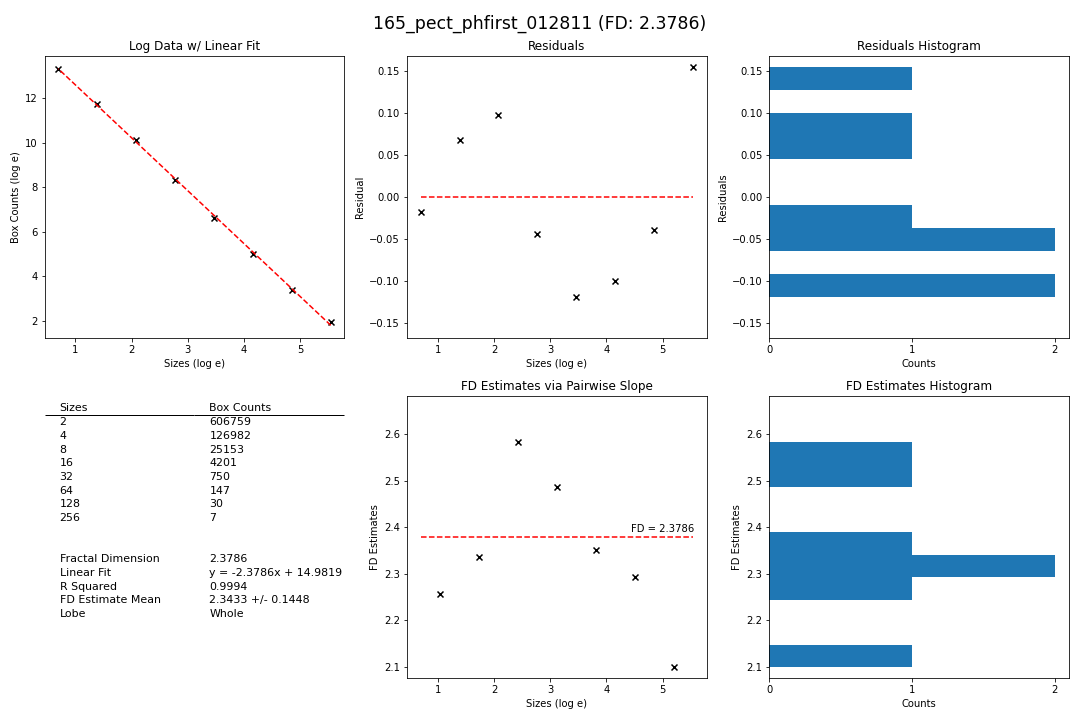 165_pect_phfirst_012811 (FD: 2.3786)
Log Data w/ Linear Fit
Box Counts (log e)
12
10
8
6
4
2
1 2 3 4 5
Sizes (log e)
Residuals
Residual
0.15
0.10
0.05
0.00
−0.05
−0.10
−0.15
1 2 3 4 5
Sizes (log e)
Residuals Histogram
Residuals
0.15
0.10
0.05
0.00
−0.05
−0.10
−0.15
0 1 2
Counts
Sizes Box Counts
2 606759
4 126982
8 25153
16 4201
32 750
64 147
128 30
256 7
Fractal Dimension 2.3786
Linear Fit y = -2.3786x + 14.9819
R Squared 0.9994
FD Estimate Mean 2.3433 +/- 0.1448
Lobe Whole
FD Estimates via Pairwise Slope
FD Estimates
2.6
2.5
2.4
2.3
2.2
2.1
FD = 2.3786
1 2 3 4 5
Sizes (log e)
FD Estimates Histogram
FD Estimates
2.6
2.5
2.4
2.3
2.2
2.1
0 1 2
Counts